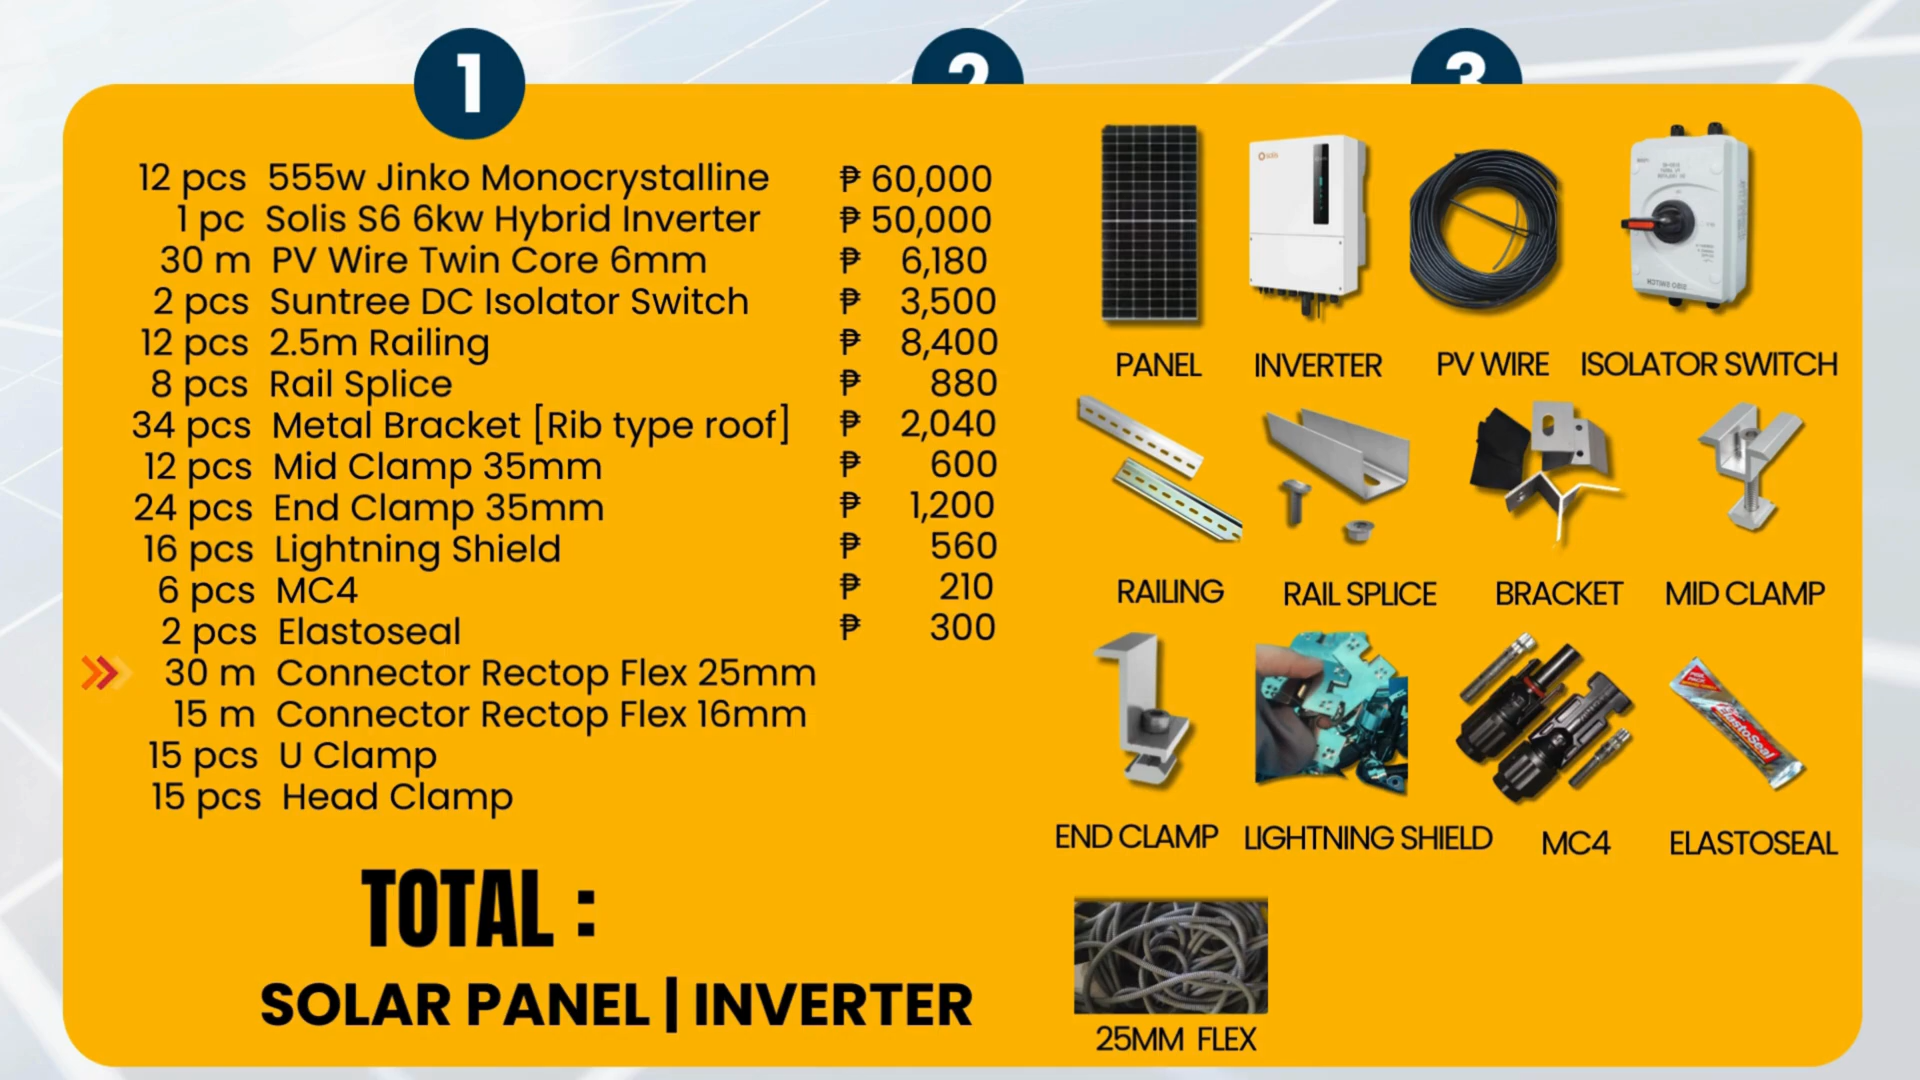 1
2
3
12 pcs 555w Jinko Monocrystalline ₱ 60,000
1 pc Solis S6 6kw Hybrid Inverter ₱ 50,000
30 m PV Wire Twin Core 6mm ₱ 6,180
2 pcs Suntree DC Isolator Switch ₱ 3,500
12 pcs 2.5m Railing ₱ 8,400
8 pcs Rail Splice ₱ 880
34 pcs Metal Bracket [Rib type roof] ₱ 2,040
12 pcs Mid Clamp 35mm ₱ 600
24 pcs End Clamp 35mm ₱ 1,200
16 pcs Lightning Shield ₱ 560
6 pcs MC4 ₱ 210
2 pcs Elastoseal ₱ 300
30 m Connector Rectop Flex 25mm
15 m Connector Rectop Flex 16mm
15 pcs U Clamp
15 pcs Head Clamp
TOTAL :
SOLAR PANEL | INVERTER
solis
PANEL INVERTER PV WIRE ISOLATOR SWITCH
RAILING RAIL SPLICE BRACKET MID CLAMP
ElastoSeal
END CLAMP LIGHTNING SHIELD MC4 ELASTOSEAL
25MM FLEX